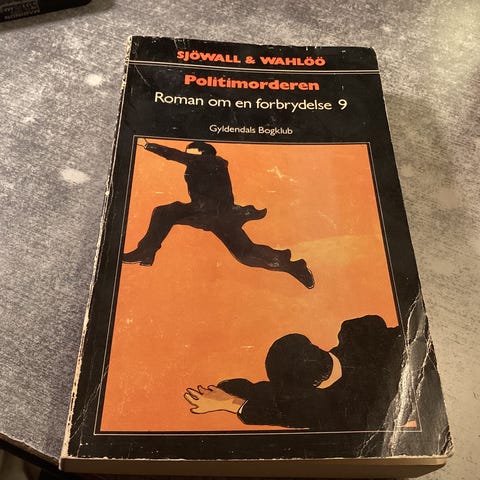 SJÖWALL & WAHLÖÖ
Politimorderen
Roman om en forbrydelse 9
Gyldendals Bogklub